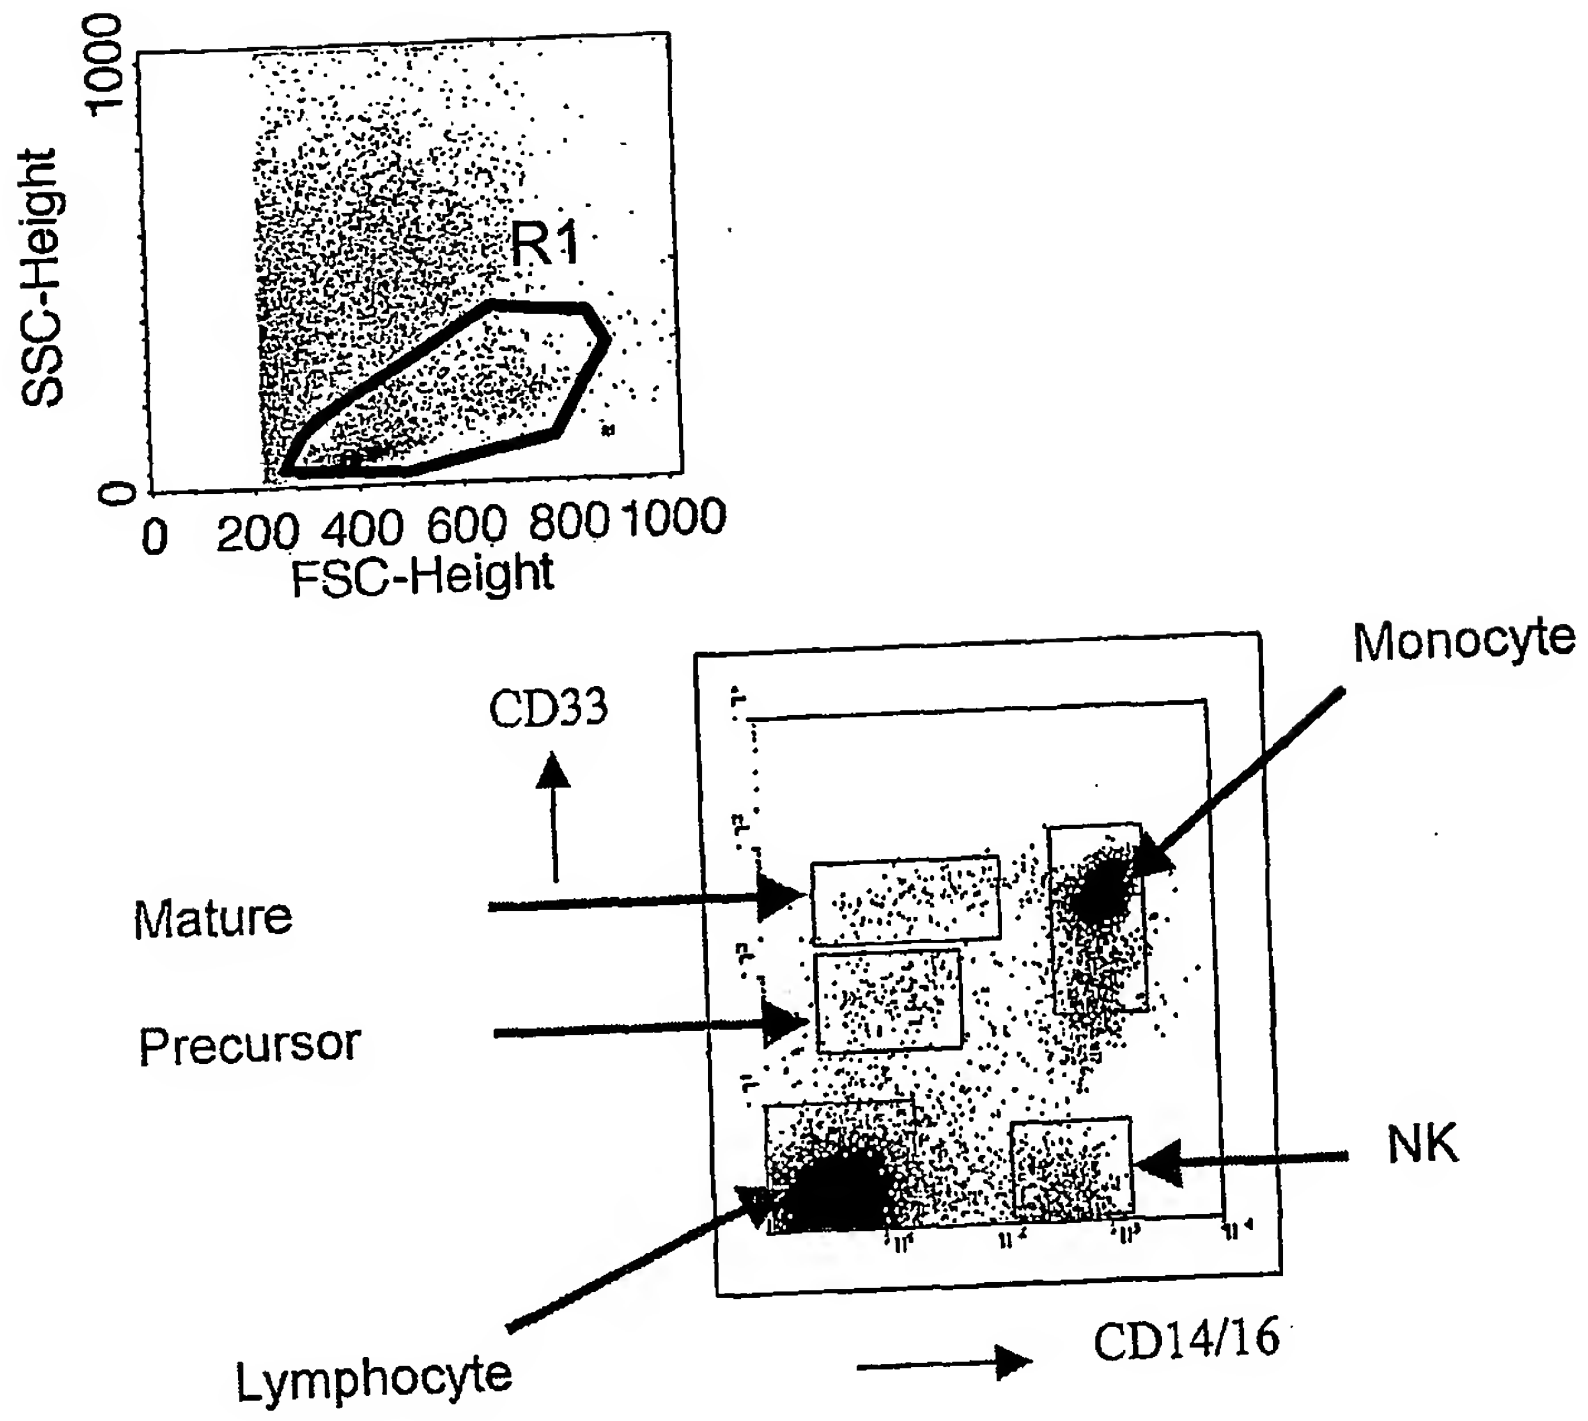 1000
SSC-Height
R1
0
0 200 400 600 800 1000
FSC-Height
Monocyte
CD33
Mature
Precursor
NK
Lymphocyte
CD14/16